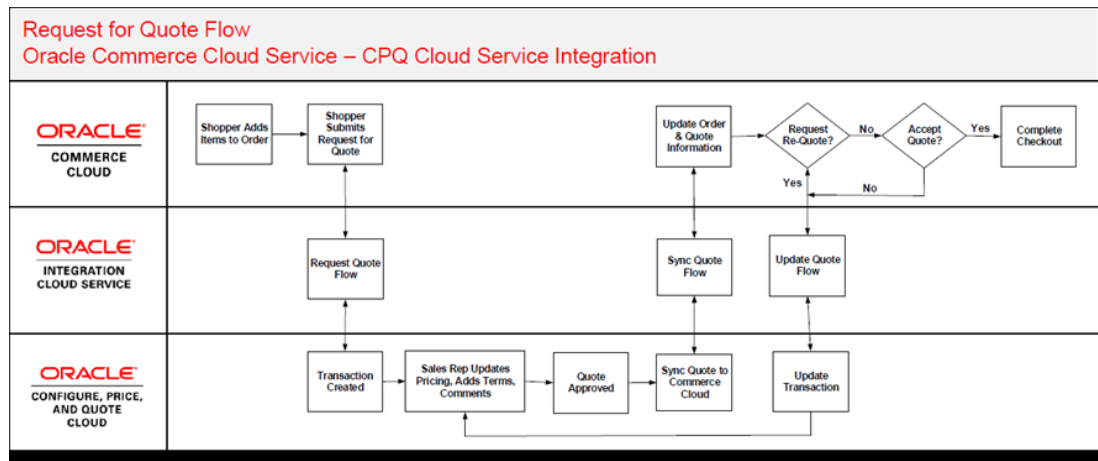 Request for Quote Flow
Oracle Commerce Cloud Service – CPQ Cloud Service Integration
ORACLE®
COMMERCE
CLOUD
Shopper Adds
Items to Order
Shopper
Submits
Request for
Quote
Update Order
& Quote
Information
Request
Re-Quote?
No
Accept
Quote?
Yes
Complete
Checkout
Yes
No
ORACLE®
INTEGRATION
CLOUD SERVICE
Request Quote
Flow
Sync Quote
Flow
Update Quote
Flow
ORACLE®
CONFIGURE, PRICE,
AND QUOTE
CLOUD
Transaction
Created
Sales Rep Updates
Pricing, Adds Terms,
Comments
Quote
Approved
Sync Quote to
Commerce
Cloud
Update
Transaction